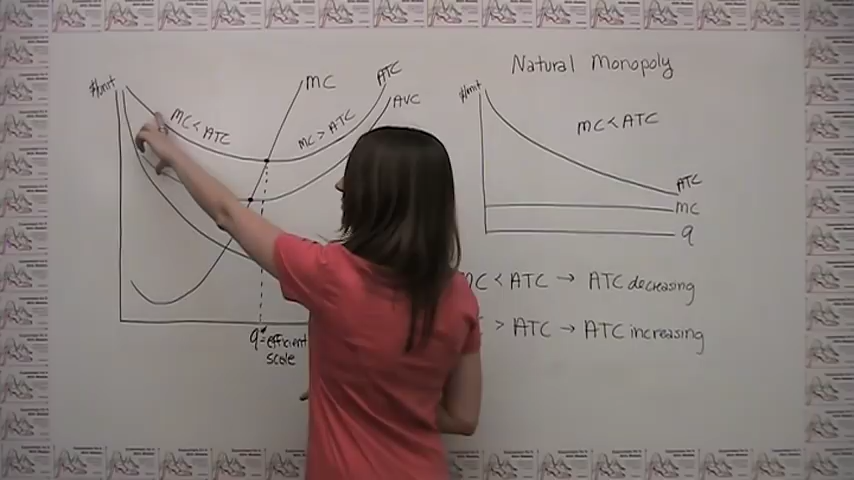 $/unit
MC<ATC
MC
MC>ATC
ATC
AVC
q=efficient
scale
Natural Monopoly
$/unit
MC<ATC
ATC
MC
q
MC < ATC → ATC decreasing
> ATC → ATC increasing